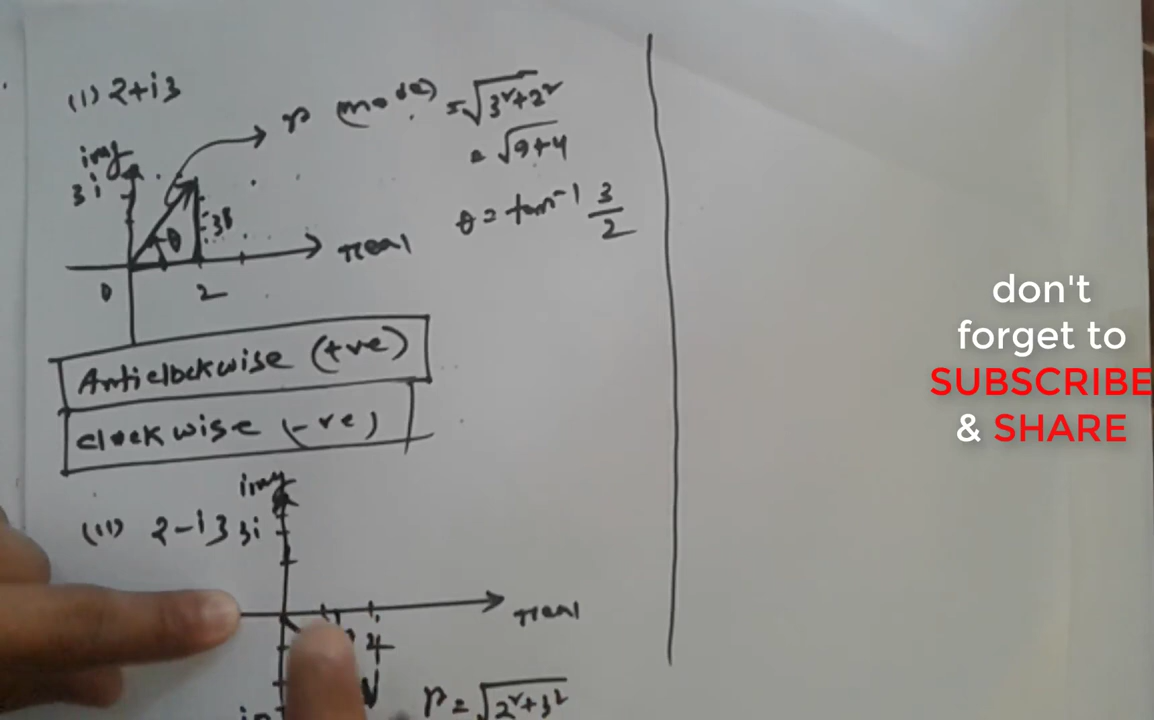 (i) 2+i3
r (mode) = √3²+2²
= √9+4
img
3i
3i
θ
θ = tan⁻¹ 3/2
real
0
2
Anticlockwise (+ve)
clockwise (-ve)
img
(ii) 2-i3
3i
real
r = √2²+3²
don't
forget to
SUBSCRIBE
& SHARE